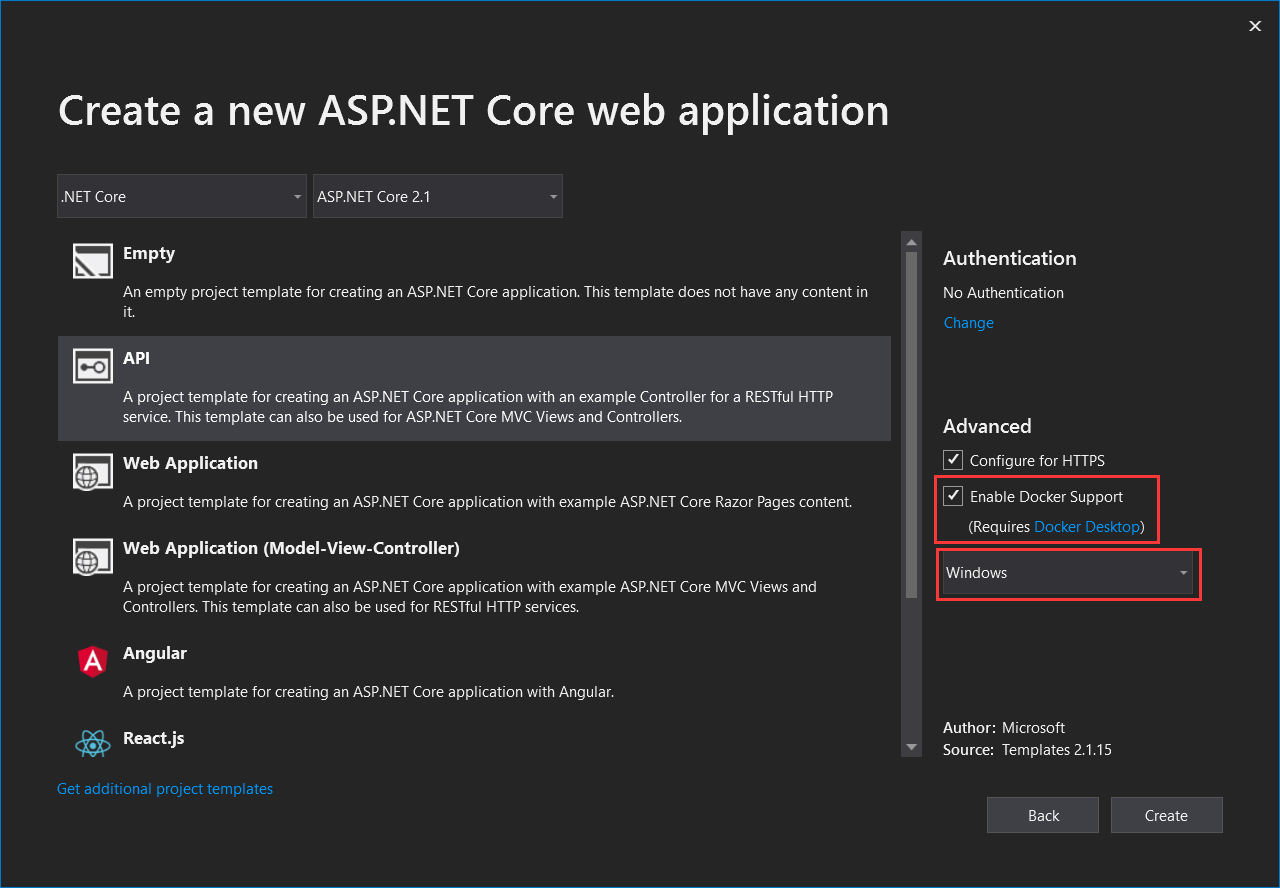 Create a new ASP.NET Core web application
.NET Core
ASP.NET Core 2.1
Empty
An empty project template for creating an ASP.NET Core application. This template does not have any content in
it.
API
A project template for creating an ASP.NET Core application with an example Controller for a RESTful HTTP
service. This template can also be used for ASP.NET Core MVC Views and Controllers.
Web Application
A project template for creating an ASP.NET Core application with example ASP.NET Core Razor Pages content.
Web Application (Model-View-Controller)
A project template for creating an ASP.NET Core application with example ASP.NET Core MVC Views and
Controllers. This template can also be used for RESTful HTTP services.
Angular
A project template for creating an ASP.NET Core application with Angular.
React.js
Get additional project templates
Authentication
No Authentication
Change
Advanced
Configure for HTTPS
Enable Docker Support
(Requires Docker Desktop)
Windows
Author: Microsoft
Source: Templates 2.1.15
Back
Create